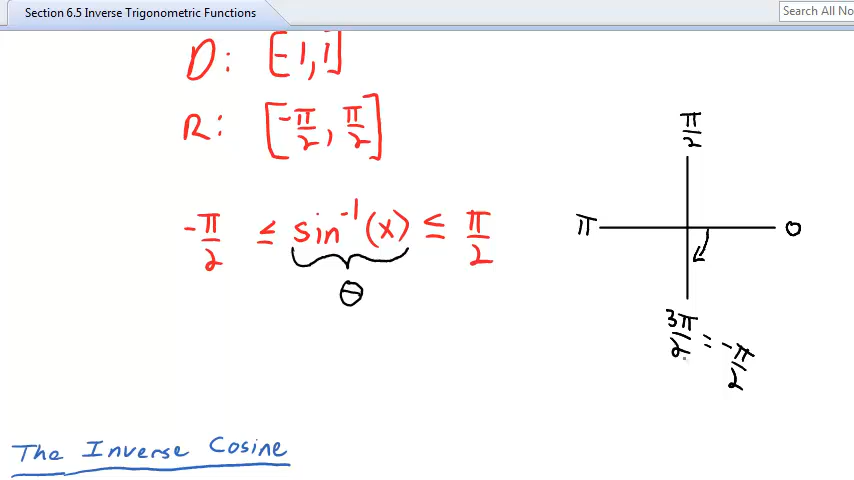 Section 6.5 Inverse Trigonometric Functions
Search All No
D: [-1,1]
R: [-π/2, π/2]
-π/2 ≤ sin⁻¹(x) ≤ π/2
θ
π/2
π 0
3π/2 = -π/2
The Inverse Cosine